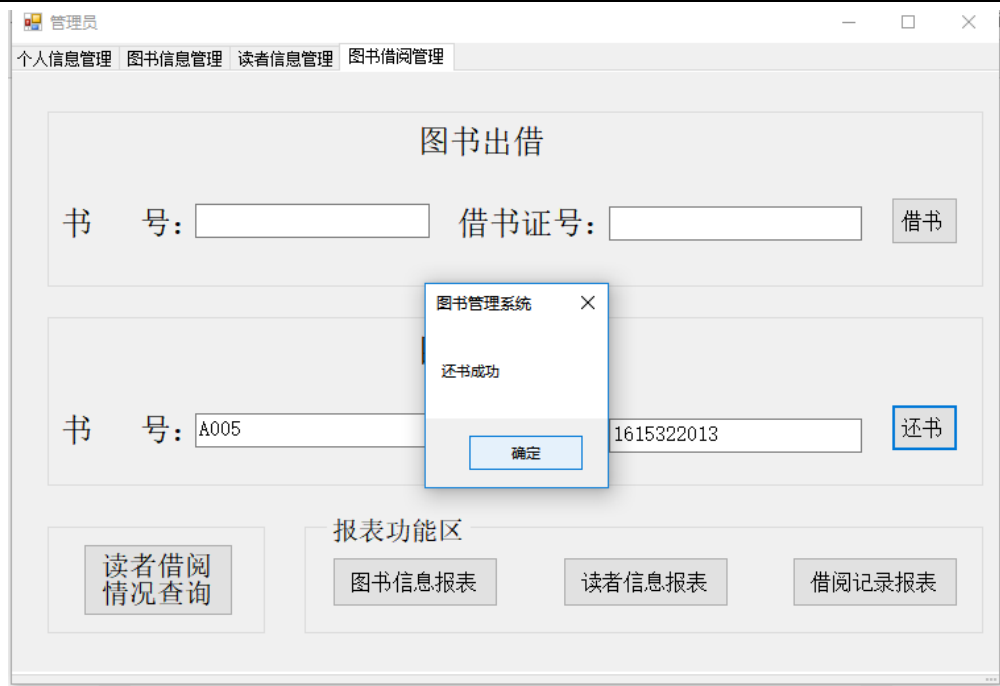 管理员
个人信息管理 图书信息管理 读者信息管理 图书借阅管理
图书出借
书 号： 借书证号： 借书
图书管理系统
还书成功
书 号： A005 1615322013 还书
确定
报表功能区
读者借阅
情况查询
图书信息报表 读者信息报表 借阅记录报表